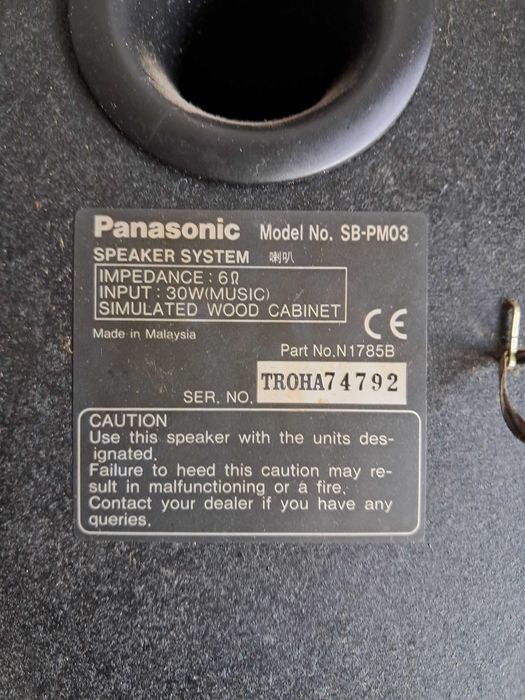 Panasonic Model No. SB-PM03
SPEAKER SYSTEM 喇叭
IMPEDANCE : 6Ω
INPUT : 30W(MUSIC)
SIMULATED WOOD CABINET
CE
Made in Malaysia
Part No.N1785B
SER. NO. TROHA74792
CAUTION
Use this speaker with the units des-
ignated.
Failure to heed this caution may re-
sult in malfunctioning or a fire.
Contact your dealer if you have any
queries.